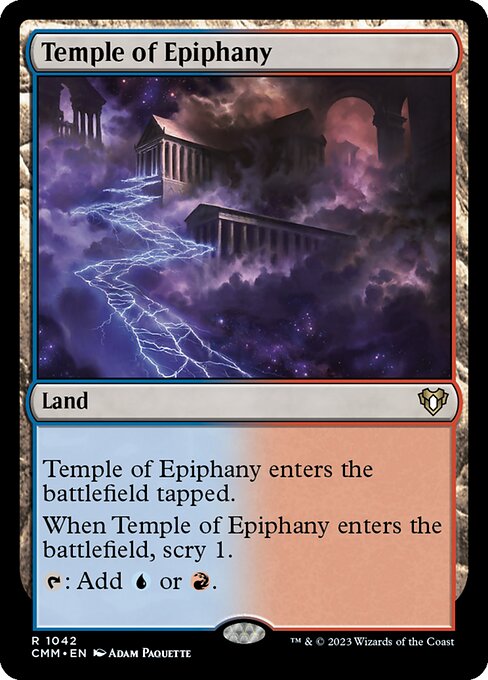 Temple of Epiphany
Land
Temple of Epiphany enters the
battlefield tapped.
When Temple of Epiphany enters the
battlefield, scry 1.
: Add or .
R 1042
™ & © 2023 Wizards of the Coast
CMM • EN Adam Paquette